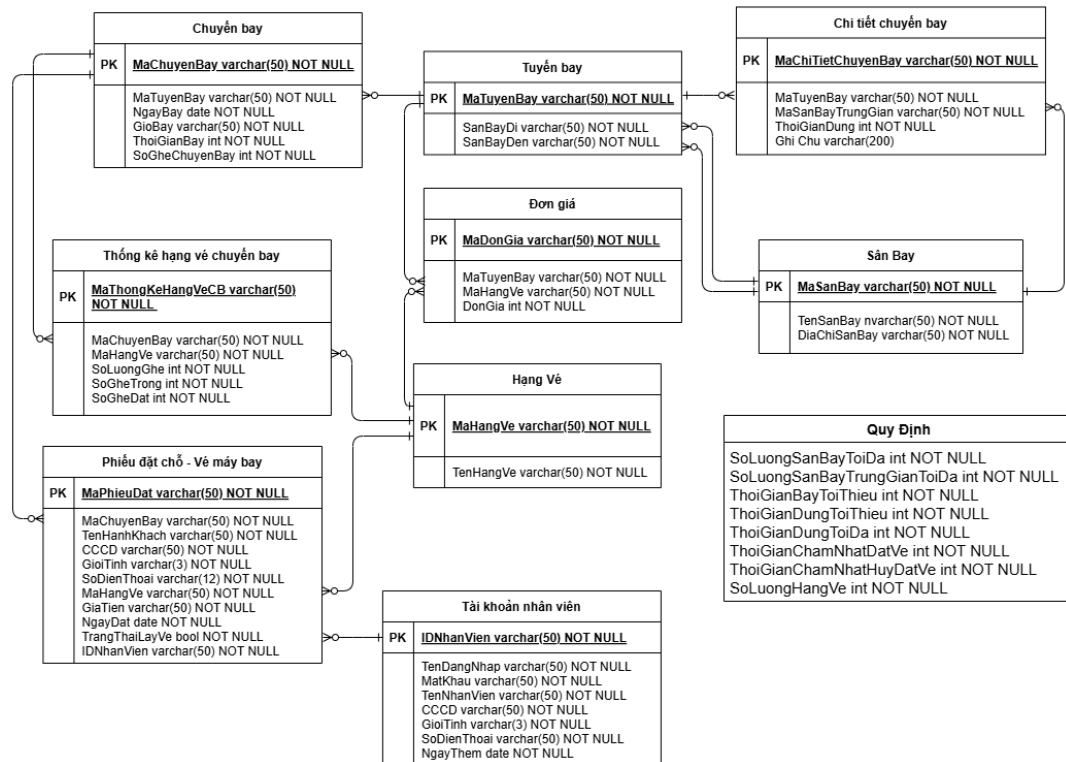 Chuyến bay
PK
MaChuyenBay varchar(50) NOT NULL
MaTuyenBay varchar(50) NOT NULL
NgayBay date NOT NULL
GioBay varchar(50) NOT NULL
ThoiGianBay int NOT NULL
SoGheChuyenBay int NOT NULL
Tuyến bay
PK
MaTuyenBay varchar(50) NOT NULL
SanBayDi varchar(50) NOT NULL
SanBayDen varchar(50) NOT NULL
Chi tiết chuyến bay
PK
MaChiTietChuyenBay varchar(50) NOT NULL
MaTuyenBay varchar(50) NOT NULL
MaSanBayTrungGian varchar(50) NOT NULL
ThoiGianDung int NOT NULL
Ghi Chu varchar(200)
Đơn giá
PK
MaDonGia varchar(50) NOT NULL
MaTuyenBay varchar(50) NOT NULL
MaHangVe varchar(50) NOT NULL
DonGia int NOT NULL
Thống kê hạng vé chuyến bay
PK
MaThongKeHangVeCB varchar(50)
NOT NULL
MaChuyenBay varchar(50) NOT NULL
MaHangVe varchar(50) NOT NULL
SoLuongGhe int NOT NULL
SoGheTrong int NOT NULL
SoGheDat int NOT NULL
Sân Bay
PK
MaSanBay varchar(50) NOT NULL
TenSanBay nvarchar(50) NOT NULL
DiaChiSanBay varchar(50) NOT NULL
Hạng Vé
PK
MaHangVe varchar(50) NOT NULL
TenHangVe varchar(50) NOT NULL
Phiếu đặt chỗ - Vé máy bay
PK
MaPhieuDat varchar(50) NOT NULL
MaChuyenBay varchar(50) NOT NULL
TenHanhKhach varchar(50) NOT NULL
CCCD varchar(50) NOT NULL
GioiTinh varchar(3) NOT NULL
SoDienThoai varchar(12) NOT NULL
MaHangVe varchar(50) NOT NULL
GiaTien varchar(50) NOT NULL
NgayDat date NOT NULL
TrangThaiLayVe bool NOT NULL
IDNhanVien varchar(50) NOT NULL
Quy Định
SoLuongSanBayToiDa int NOT NULL
SoLuongSanBayTrungGianToiDa int NOT NULL
ThoiGianBayToiThieu int NOT NULL
ThoiGianDungToiThieu int NOT NULL
ThoiGianDungToiDa int NOT NULL
ThoiGianChamNhatDatVe int NOT NULL
ThoiGianChamNhatHuyDatVe int NOT NULL
SoLuongHangVe int NOT NULL
Tài khoản nhân viên
PK
IDNhanVien varchar(50) NOT NULL
TenDangNhap varchar(50) NOT NULL
MatKhau varchar(50) NOT NULL
TenNhanVien varchar(50) NOT NULL
CCCD varchar(50) NOT NULL
GioiTinh varchar(3) NOT NULL
SoDienThoai varchar(50) NOT NULL
NgayThem date NOT NULL